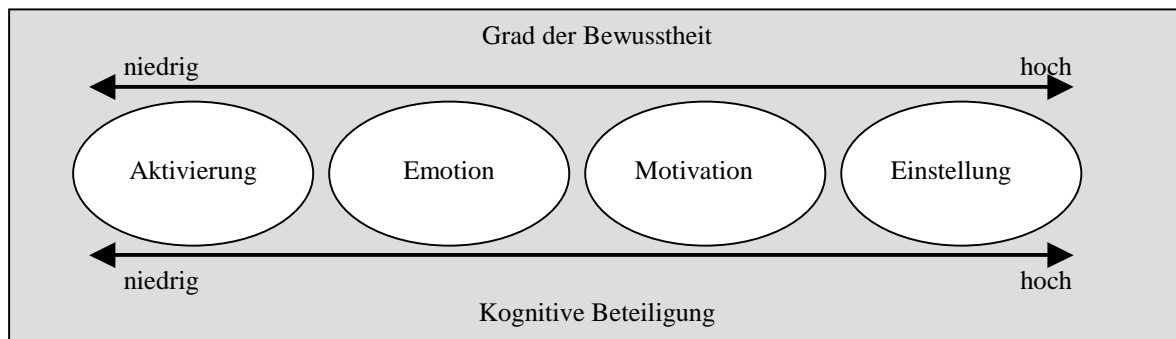 Grad der Bewusstheit
niedrig hoch
Aktivierung Emotion Motivation Einstellung
niedrig hoch
Kognitive Beteiligung